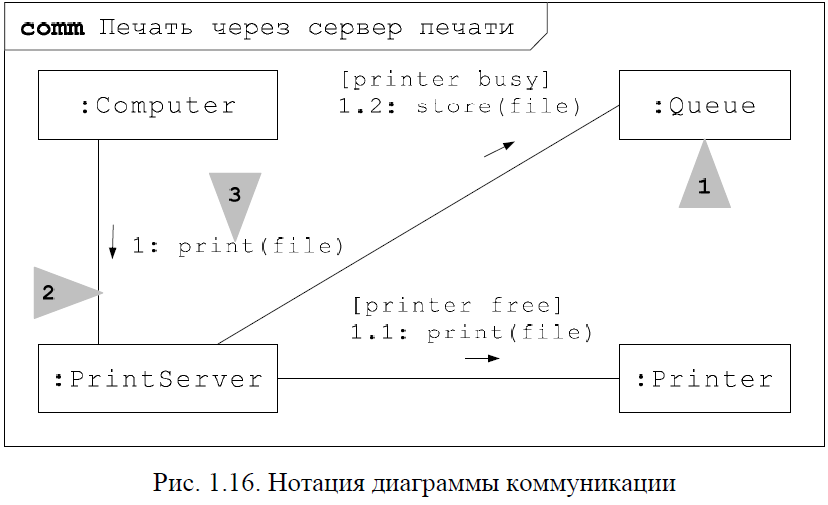 comm Печать через сервер печати
:Computer
[printer busy]
1.2: store(file)
:Queue
1
3
1: print(file)
2
[printer free]
1.1: print(file)
:PrintServer
:Printer
Рис. 1.16. Нотация диаграммы коммуникации